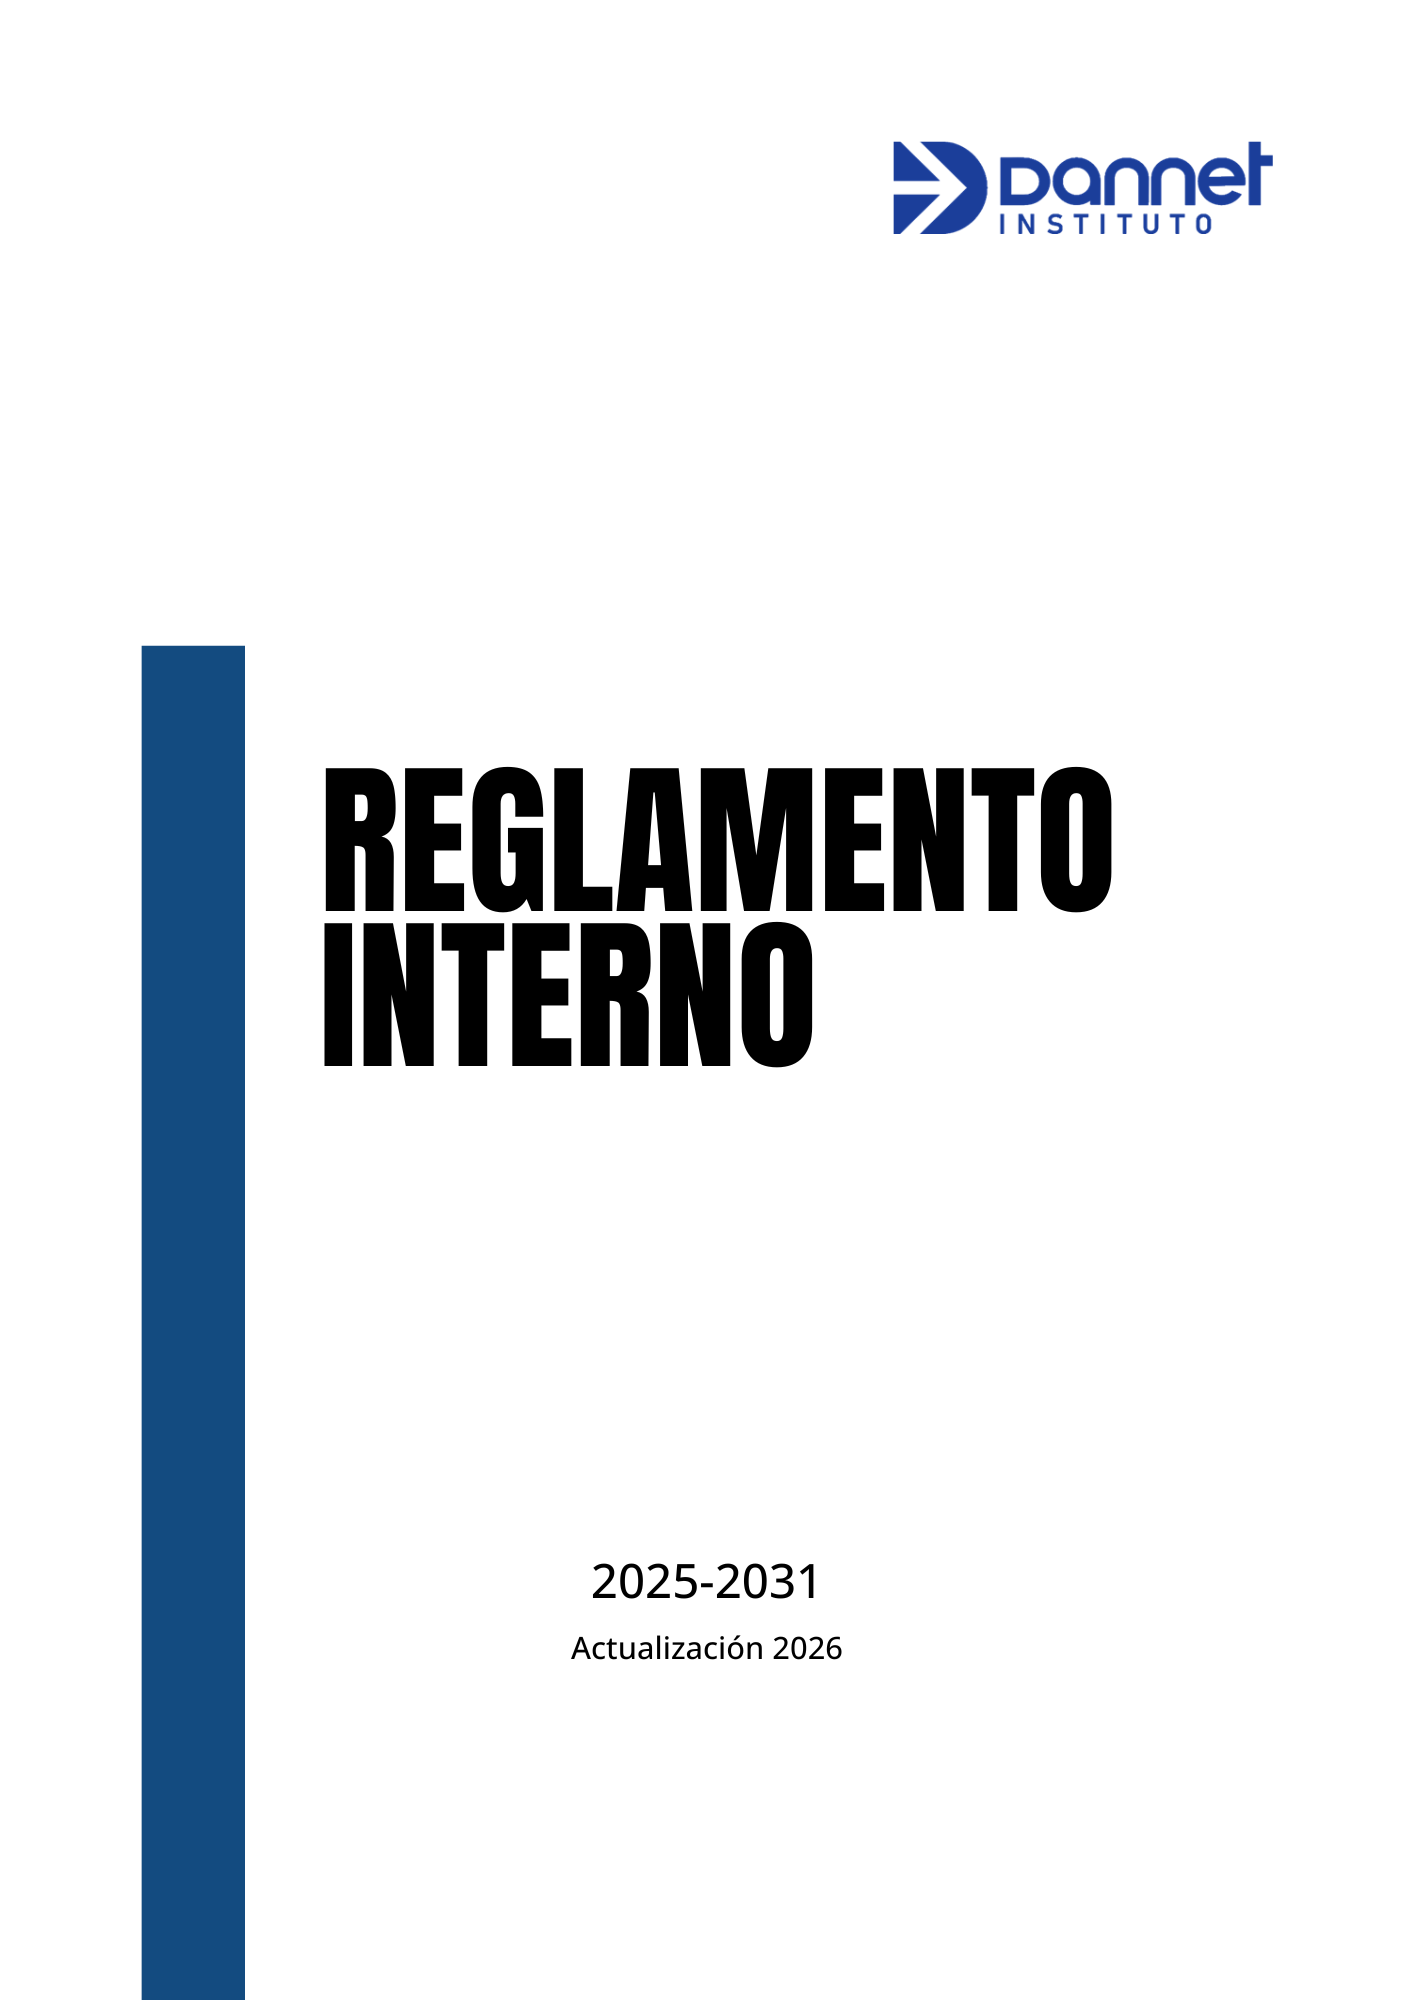 Dannet
INSTITUTO
REGLAMENTO
INTERNO
2025-2031
Actualización 2026